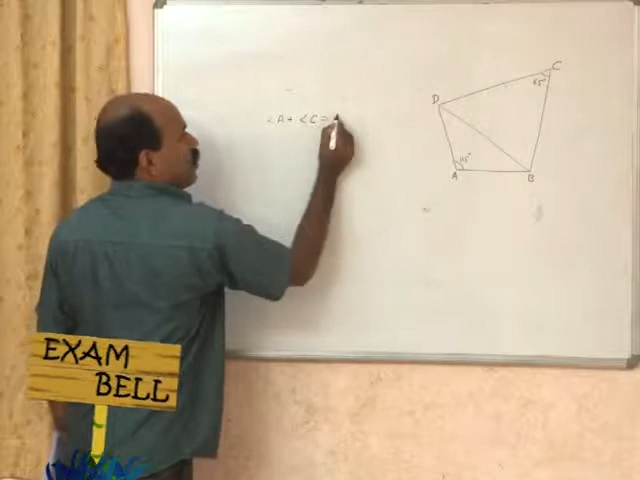 ∠A + ∠C =
D
C
65°
115°
A
B
EXAM
BELL